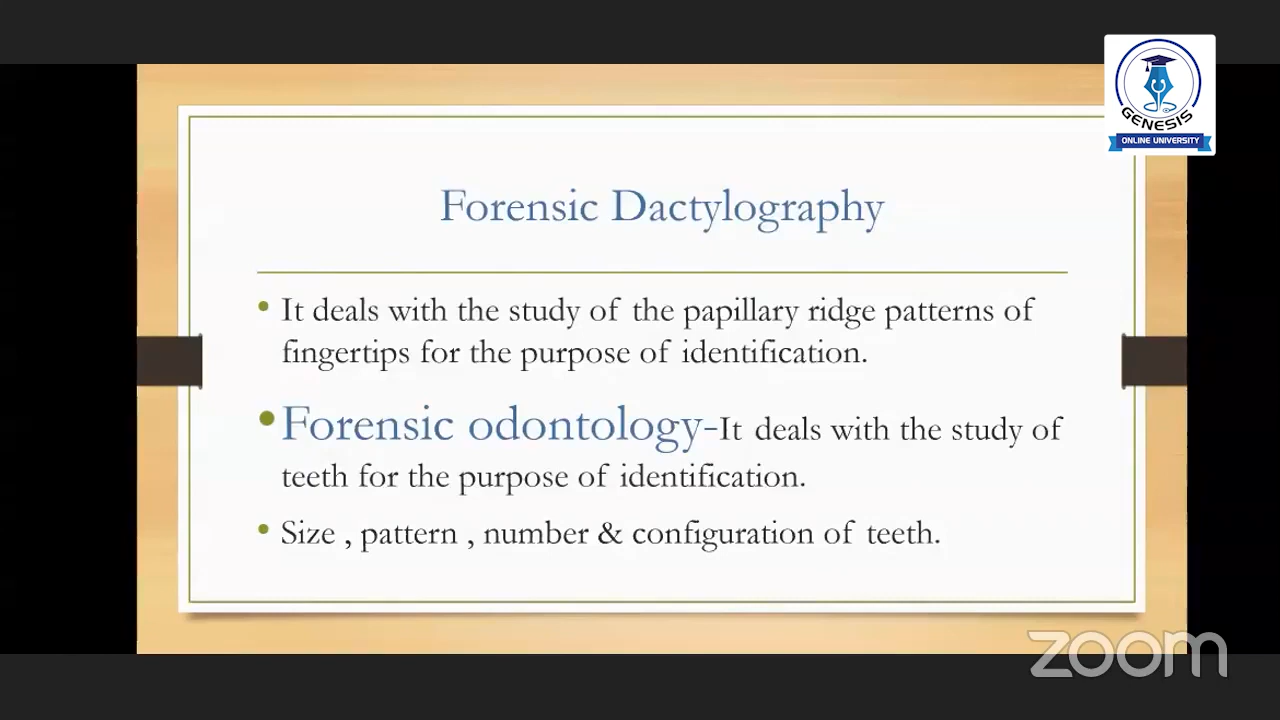 GENESIS
ONLINE UNIVERSITY
Forensic Dactylography
• It deals with the study of the papillary ridge patterns of
fingertips for the purpose of identification.
• Forensic odontology-It deals with the study of
teeth for the purpose of identification.
• Size , pattern , number & configuration of teeth.
zoom